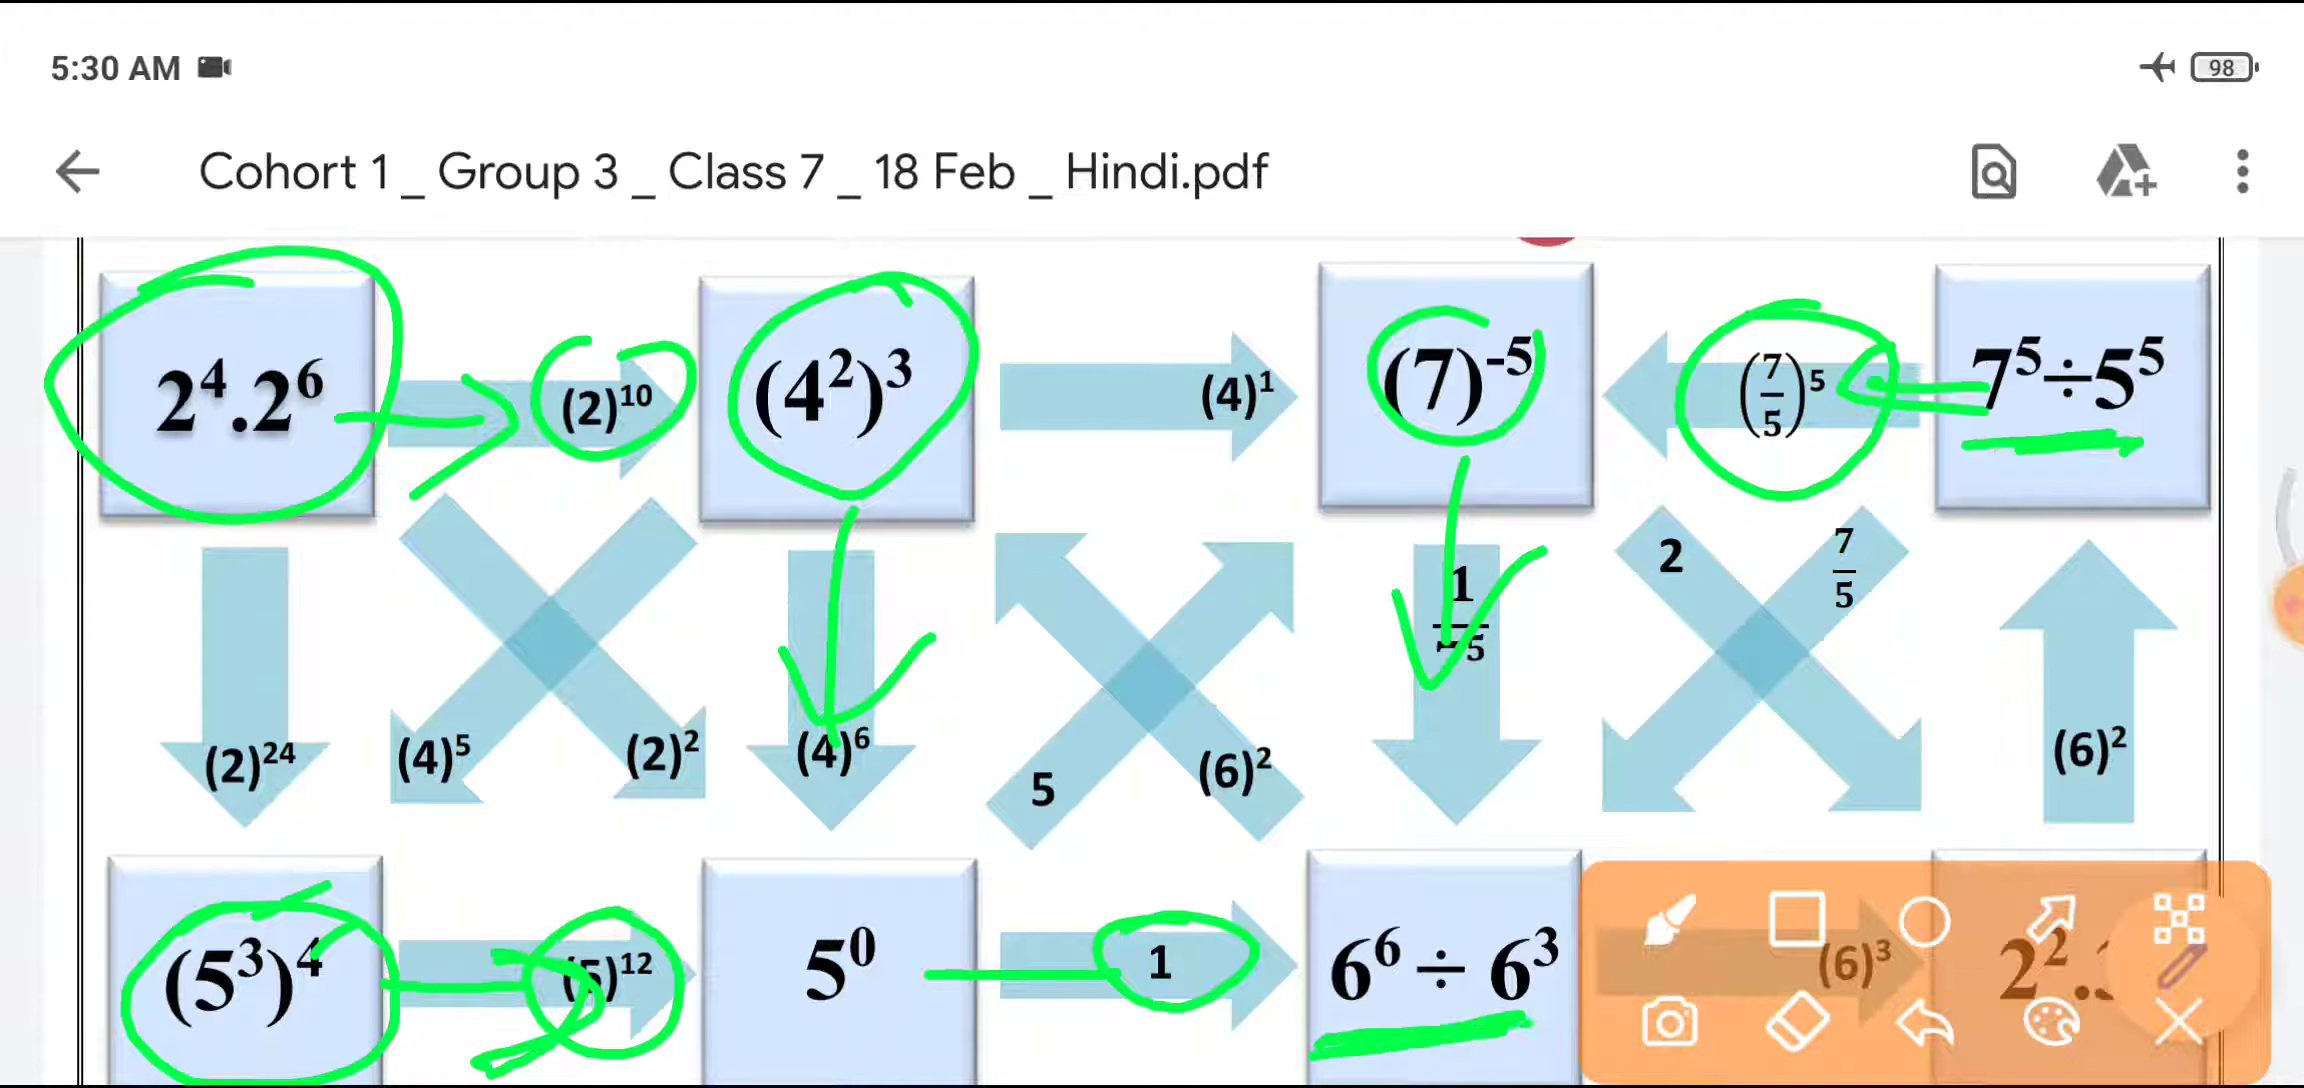 5:30 AM
98
Cohort 1 _ Group 3 _ Class 7 _ 18 Feb _ Hindi.pdf
2⁴.2⁶ (2)¹⁰ (4²)³ (4)¹ (7)⁻⁵ (7/5)⁵ 7⁵÷5⁵
2 7/5
(2)²⁴ (4)⁵ (2)² (4)⁶ 5 (6)² (6)²
(5³)⁴ (5)¹² 5⁰ 1 6⁶ ÷ 6³ (6)³ 2².